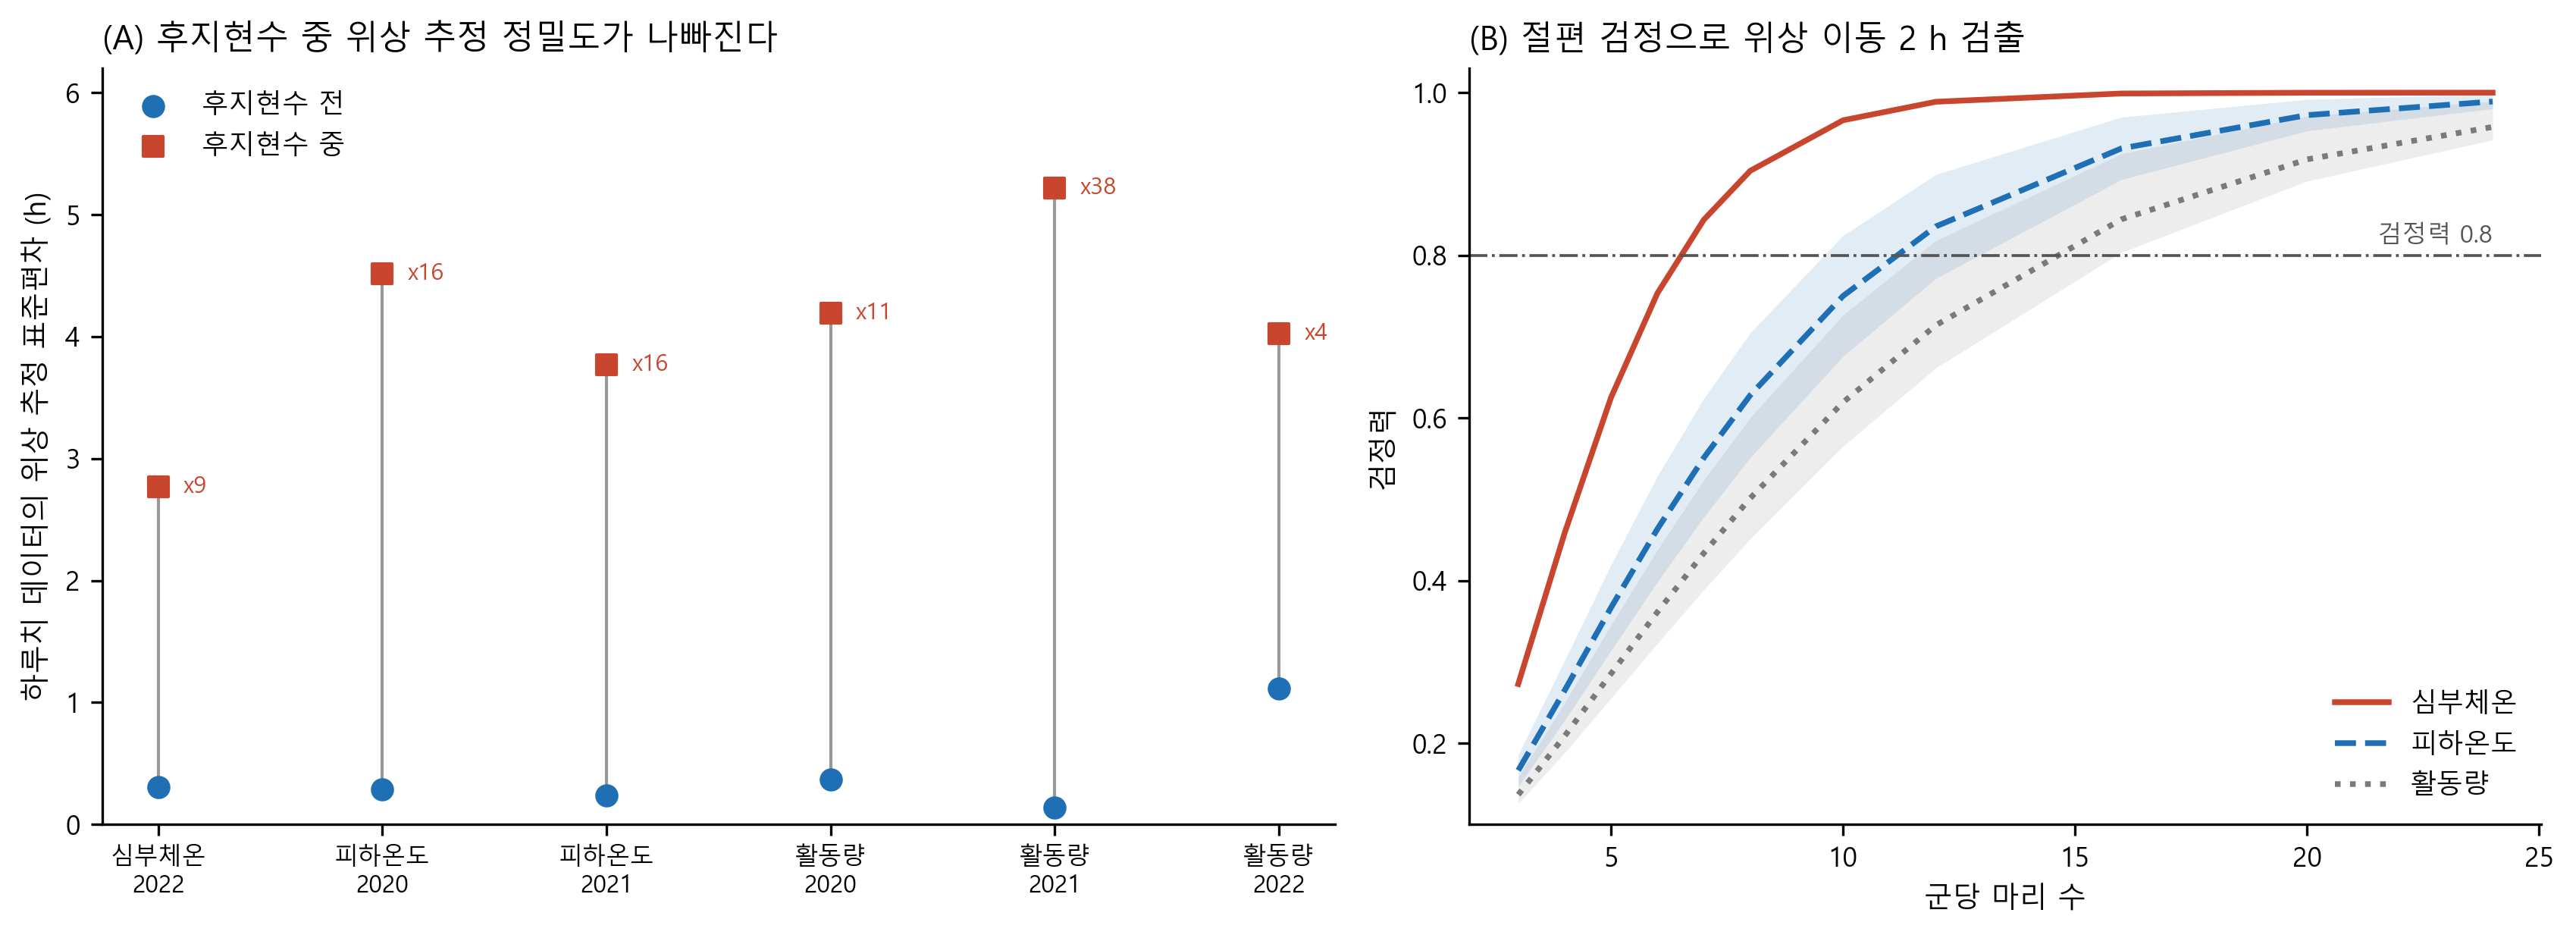 (A) 후지현수 중 위상 추정 정밀도가 나빠진다
하루치 데이터의 위상 추정 표준편차 (h)
6
5
4
3
2
1
0
후지현수 전
후지현수 중
x9
x16
x16
x11
x38
x4
심부체온
2022
피하온도
2020
피하온도
2021
활동량
2020
활동량
2021
활동량
2022
(B) 절편 검정으로 위상 이동 2 h 검출
검정력
1.0
0.8
0.6
0.4
0.2
검정력 0.8
심부체온
피하온도
활동량
5
10
15
20
25
군당 마리 수